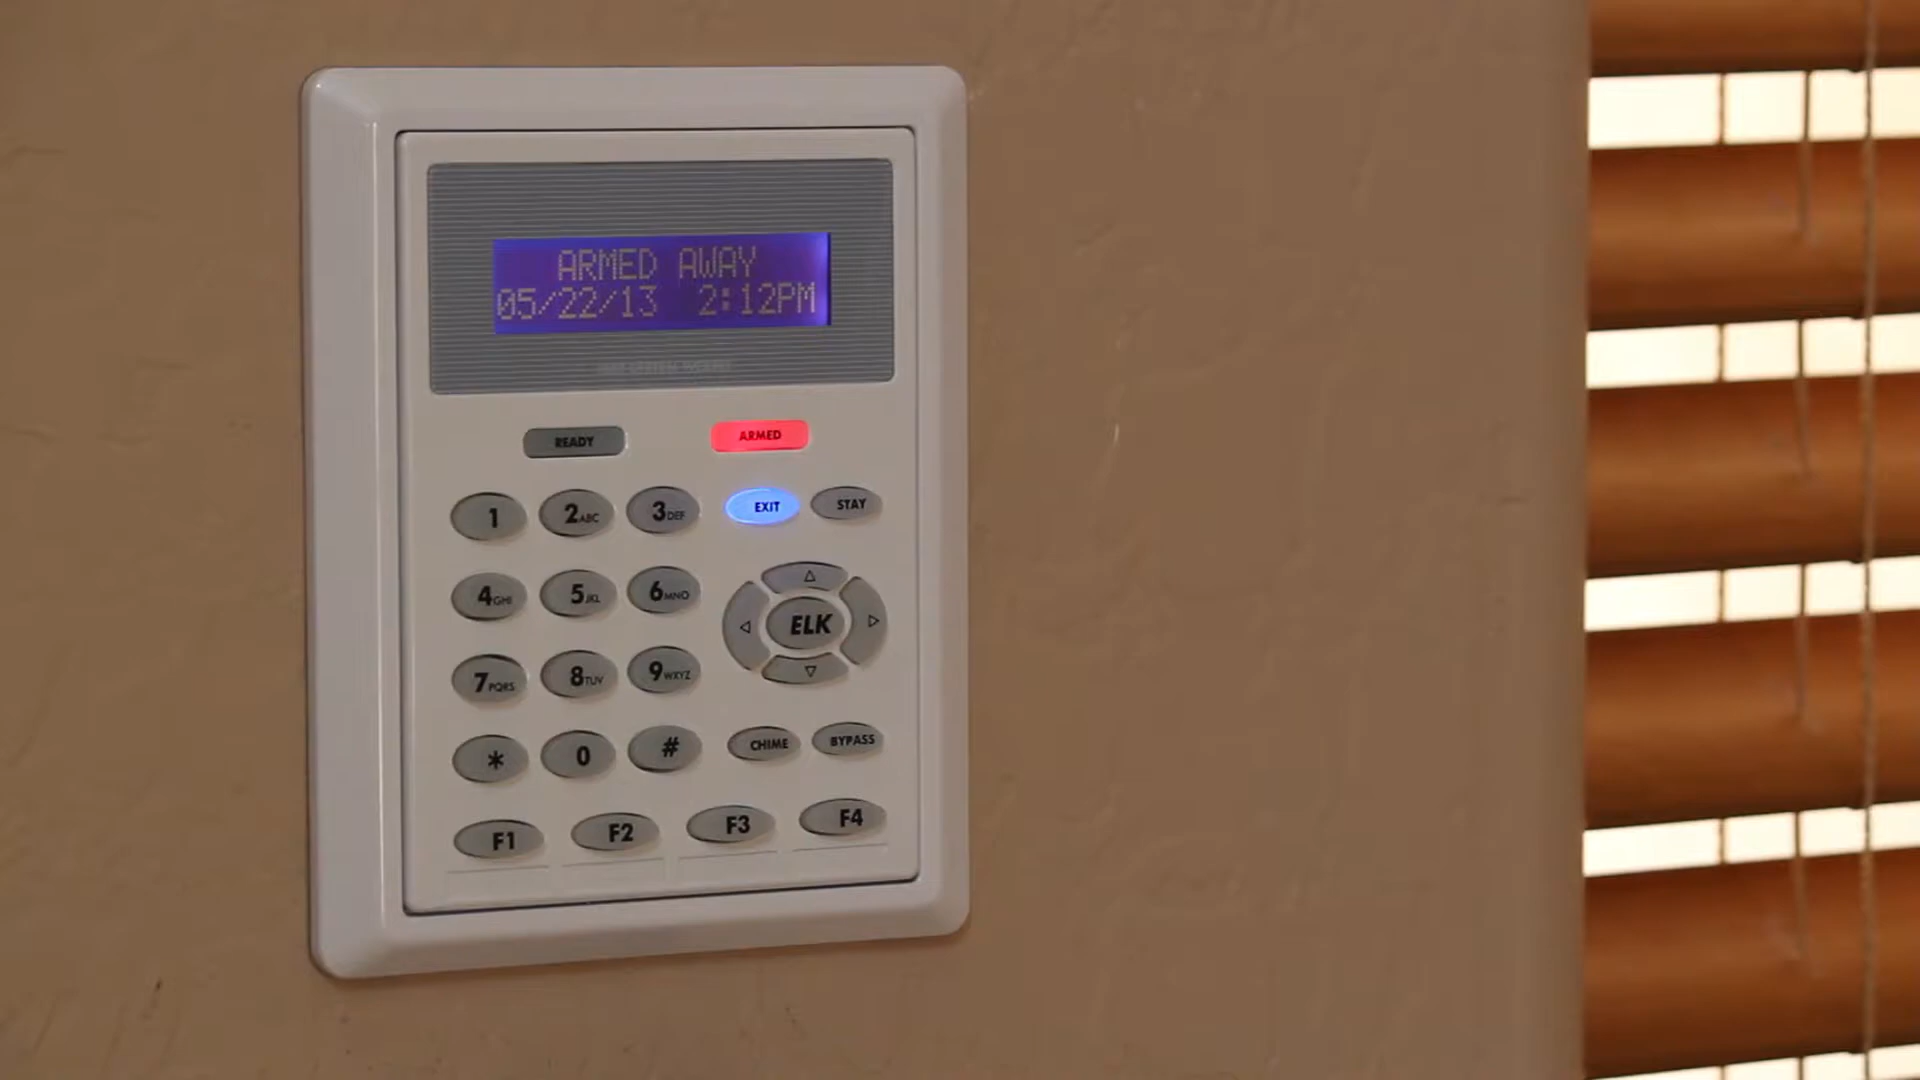 ARMED AWAY
05/22/13 2:12PM
READY ARMED
1 2ABC 3DEF EXIT STAY
4GHI 5JKL 6MNO
ELK
7PQRS 8TUV 9WXYZ
* 0 # CHIME BYPASS
F1 F2 F3 F4